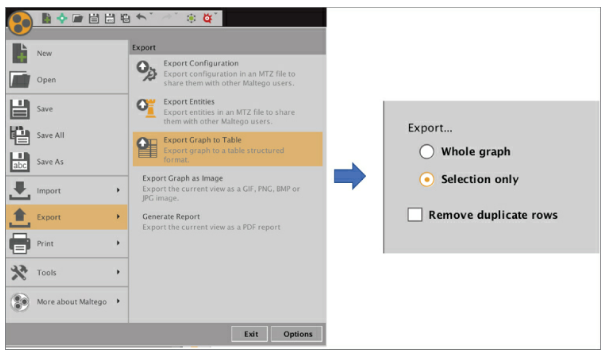 Export
New
Open
Save
Save All
abc
Save As
Import
Export
Print
Tools
More about Maltego
Export Configuration
Export configuration in an MTZ file to
share them with other Maltego users.
Export Entities
Export entities in an MTZ file to share
them with other Maltego users.
Export Graph to Table
Export graph to a table structured
format.
Export Graph as Image
Export the current view as a GIF, PNG, BMP or
JPG image.
Generate Report
Export the current view as a PDF report
Exit
Options
Export...
Whole graph
Selection only
Remove duplicate rows